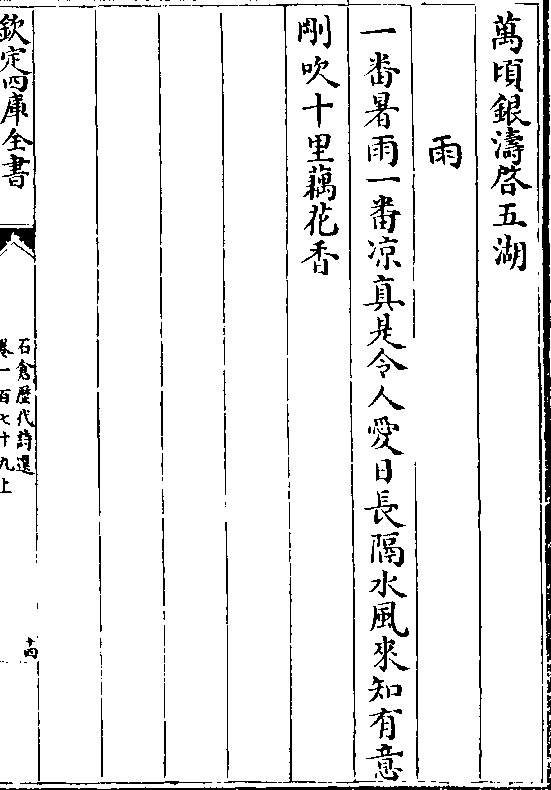 萬頃銀濤啓五湖
雨
一番暑雨一番凉真是令人愛日長隔水風來知有意
剛吹十里藕花香
欽定四庫全書
石倉歷代詩選
卷一百七十九上
十四